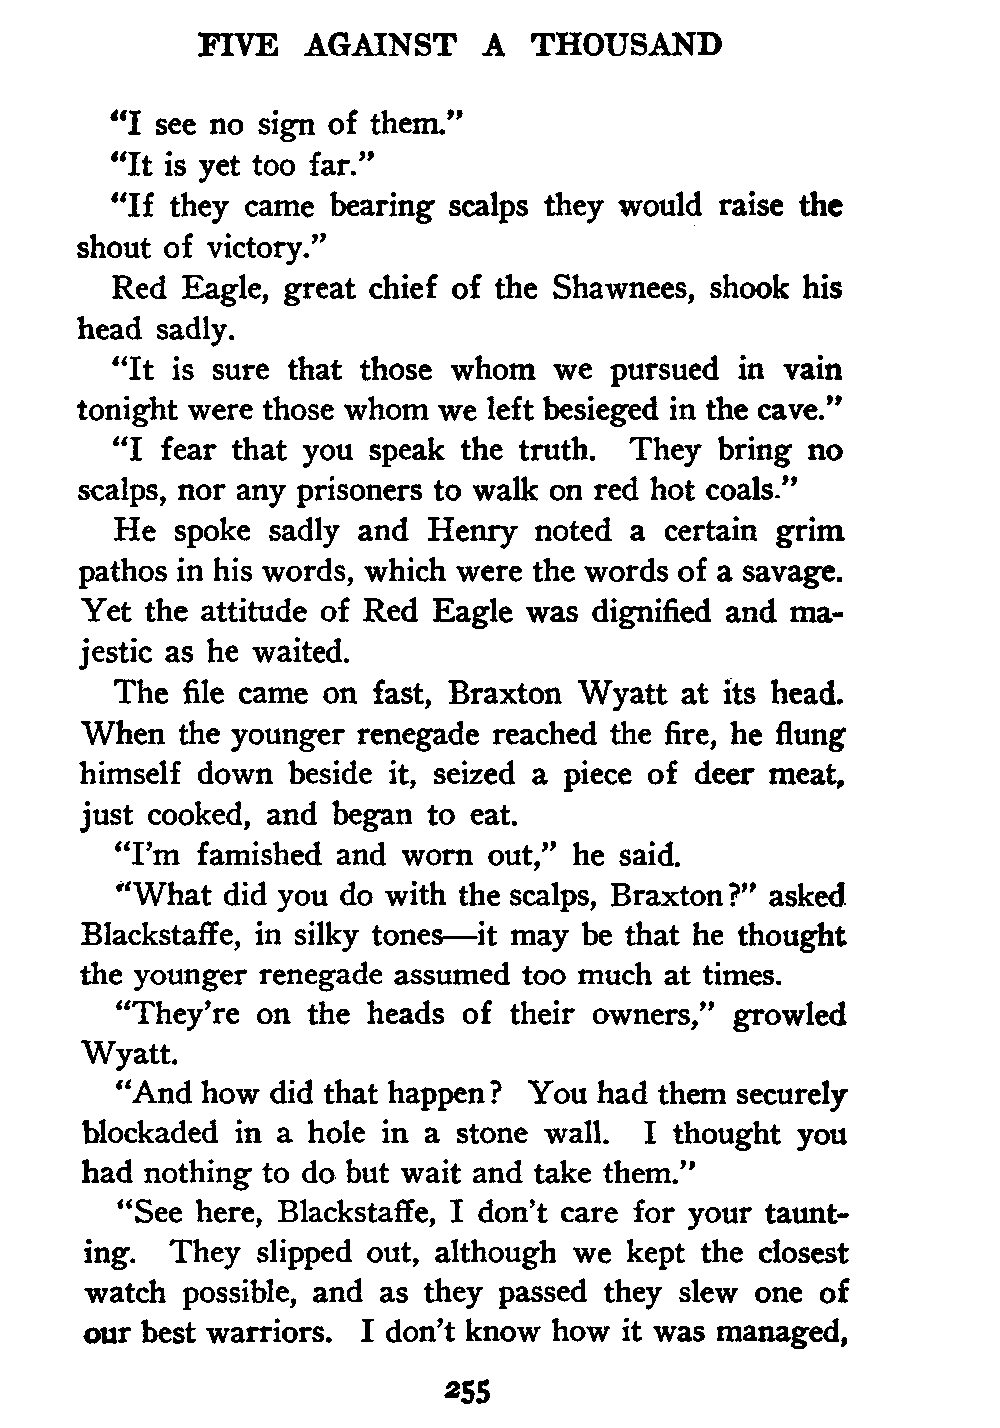 FIVE AGAINST A THOUSAND
“I see no sign of them.”
“It is yet too far.”
“If they came bearing scalps they would raise the
shout of victory.”
Red Eagle, great chief of the Shawnees, shook his
head sadly.
“It is sure that those whom we pursued in vain
tonight were those whom we left besieged in the cave.”
“I fear that you speak the truth. They bring no
scalps, nor any prisoners to walk on red hot coals.”
He spoke sadly and Henry noted a certain grim
pathos in his words, which were the words of a savage.
Yet the attitude of Red Eagle was dignified and ma-
jestic as he waited.
The file came on fast, Braxton Wyatt at its head.
When the younger renegade reached the fire, he flung
himself down beside it, seized a piece of deer meat,
just cooked, and began to eat.
“I’m famished and worn out,” he said.
“What did you do with the scalps, Braxton?” asked
Blackstaffe, in silky tones—it may be that he thought
the younger renegade assumed too much at times.
“They’re on the heads of their owners,” growled
Wyatt.
“And how did that happen? You had them securely
blockaded in a hole in a stone wall. I thought you
had nothing to do but wait and take them.”
“See here, Blackstaffe, I don’t care for your taunt-
ing. They slipped out, although we kept the closest
watch possible, and as they passed they slew one of
our best warriors. I don’t know how it was managed,
255